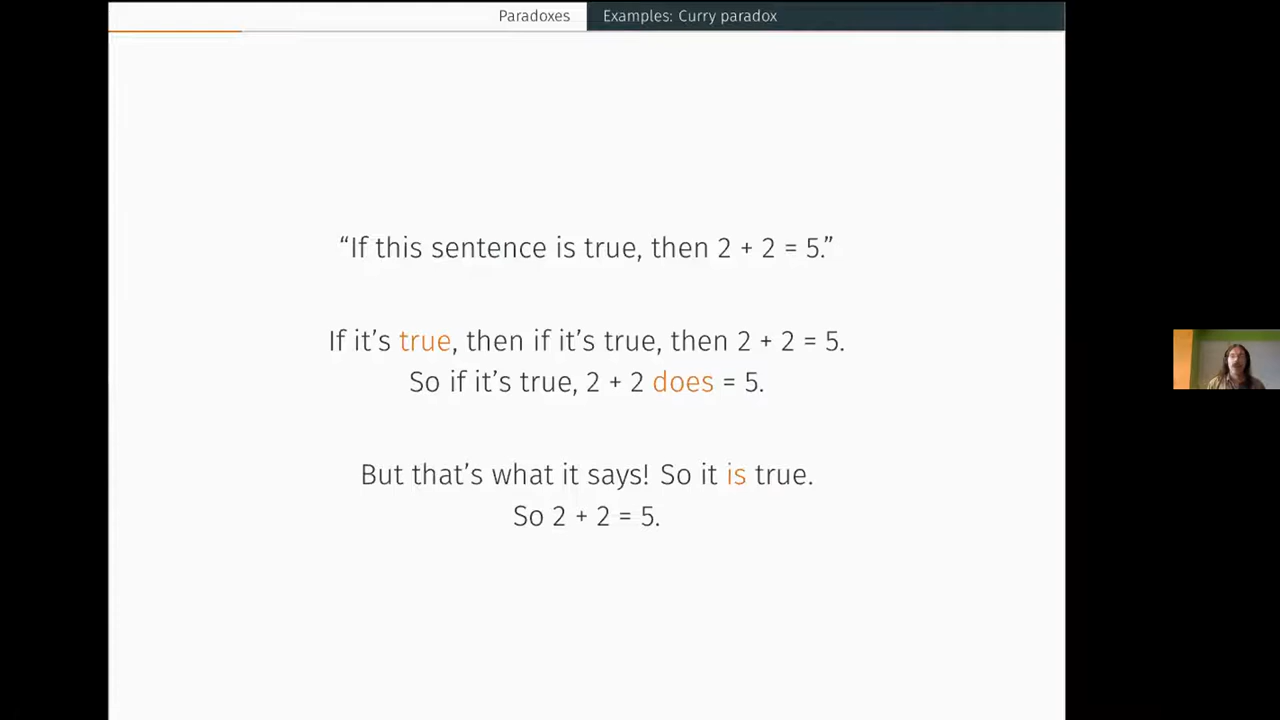 Paradoxes
Examples: Curry paradox
“If this sentence is true, then 2 + 2 = 5.”
If it’s true, then if it’s true, then 2 + 2 = 5.
So if it’s true, 2 + 2 does = 5.
But that’s what it says! So it is true.
So 2 + 2 = 5.